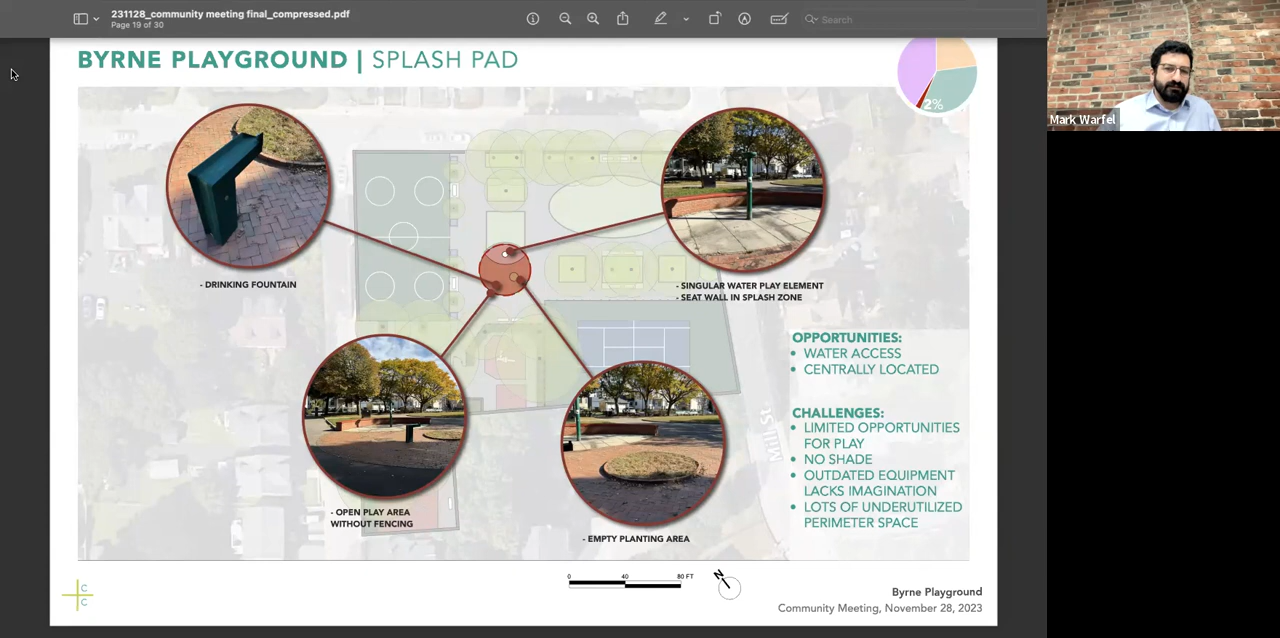 231128_community meeting final_compressed.pdf
Page 19 of 30
Search
BYRNE PLAYGROUND | SPLASH PAD
2%
Mark Warfel
- DRINKING FOUNTAIN
- SINGULAR WATER PLAY ELEMENT
- SEAT WALL IN SPLASH ZONE
OPPORTUNITIES:
• WATER ACCESS
• CENTRALLY LOCATED
CHALLENGES:
• LIMITED OPPORTUNITIES
FOR PLAY
• NO SHADE
• OUTDATED EQUIPMENT
LACKS IMAGINATION
• LOTS OF UNDERUTILIZED
PERIMETER SPACE
Mill St
- OPEN PLAY AREA
WITHOUT FENCING
- EMPTY PLANTING AREA
0 40 80 FT
N
C
C
Byrne Playground
Community Meeting, November 28, 2023